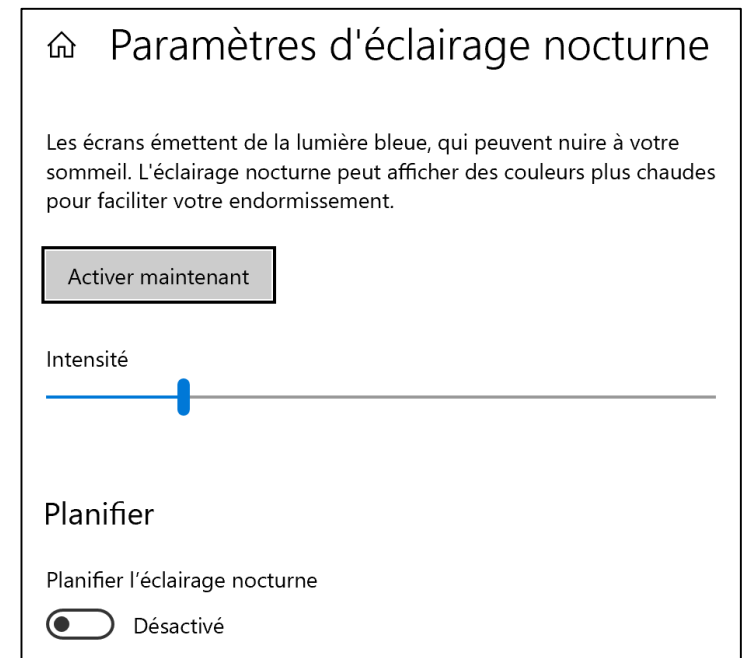 Paramètres d'éclairage nocturne
Les écrans émettent de la lumière bleue, qui peuvent nuire à votre
sommeil. L'éclairage nocturne peut afficher des couleurs plus chaudes
pour faciliter votre endormissement.
Activer maintenant
Intensité
Planifier
Planifier l’éclairage nocturne
Désactivé